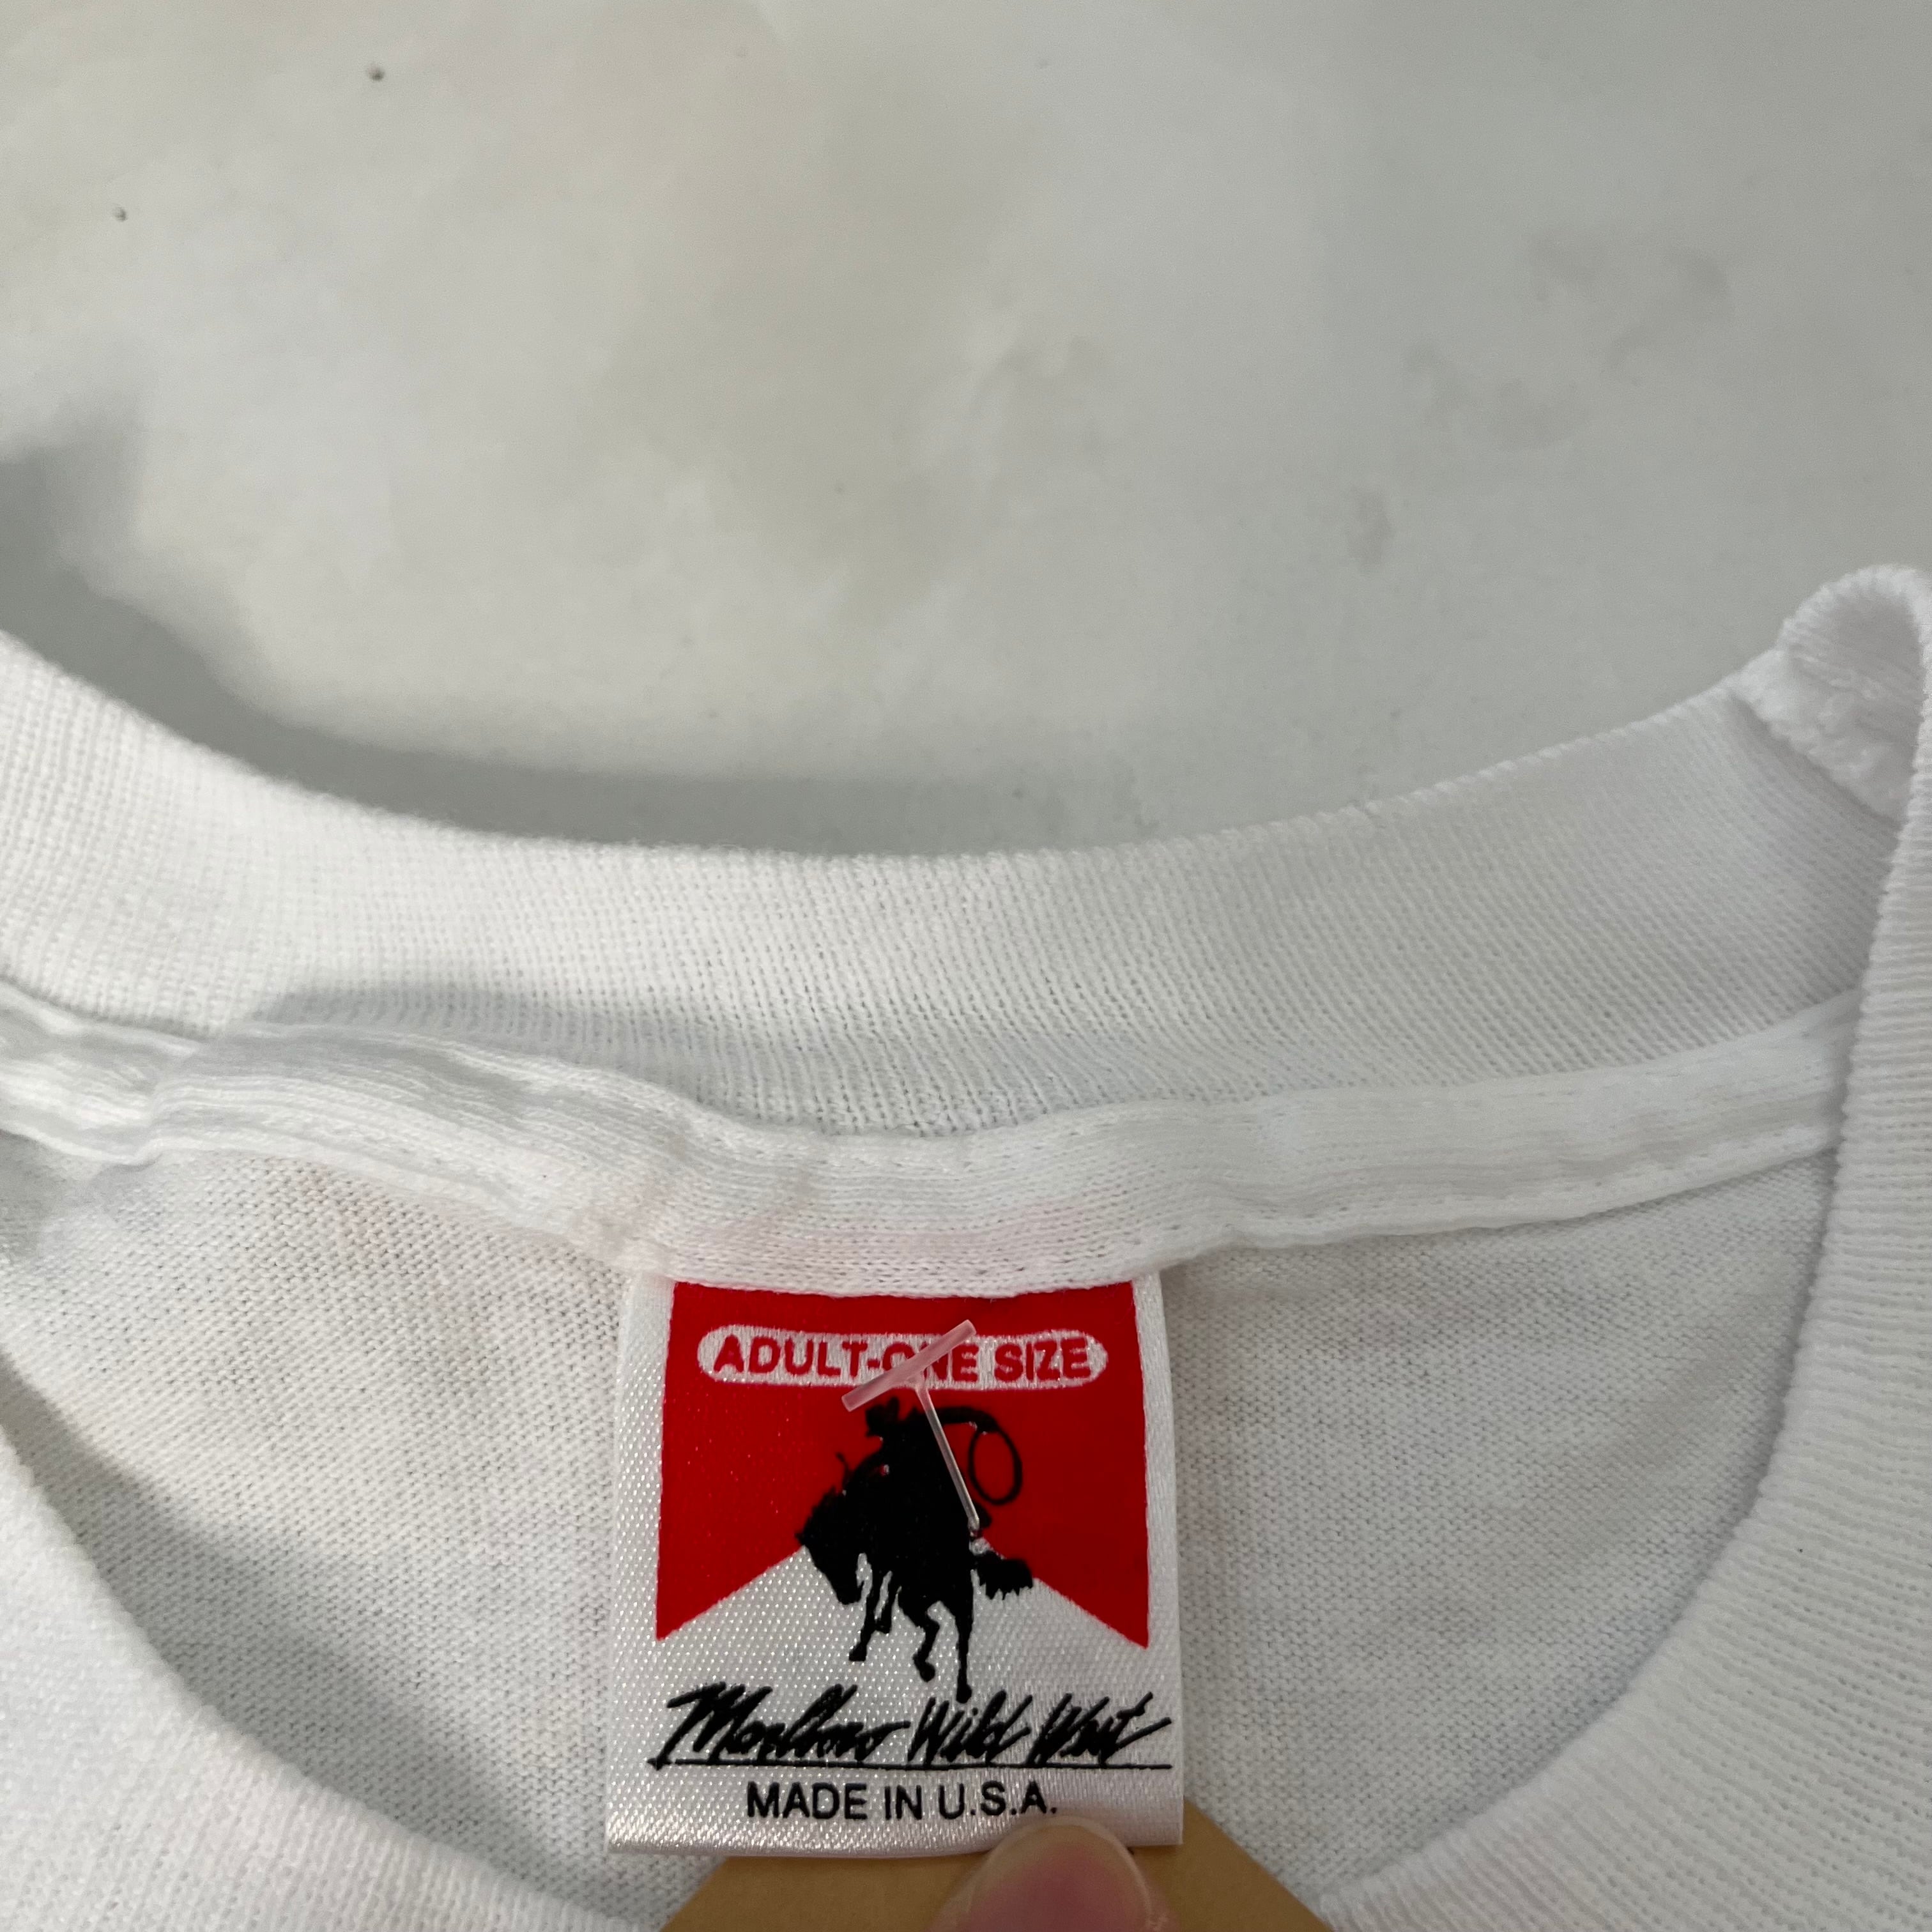 ADULT-ONE SIZE
Marlboro Wild West
MADE IN U.S.A.